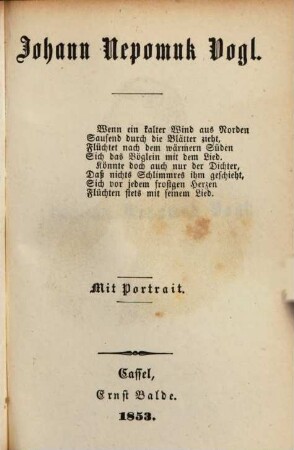 Johann Nepomuk Vogl.
Wenn ein kalter Wind aus Norden
Sausend durch die Blätter zieht,
Flüchtet nach dem wärmern Süden
Sich das Vöglein mit dem Lied.
Könnte doch auch nur der Dichter,
Daß nichts Schlimmres ihm geschieht,
Sich vor jedem frostgen Herzen
Flüchten stets mit seinem Lied.
Mit Portrait.
Cassel,
Ernst Balde.
1853.